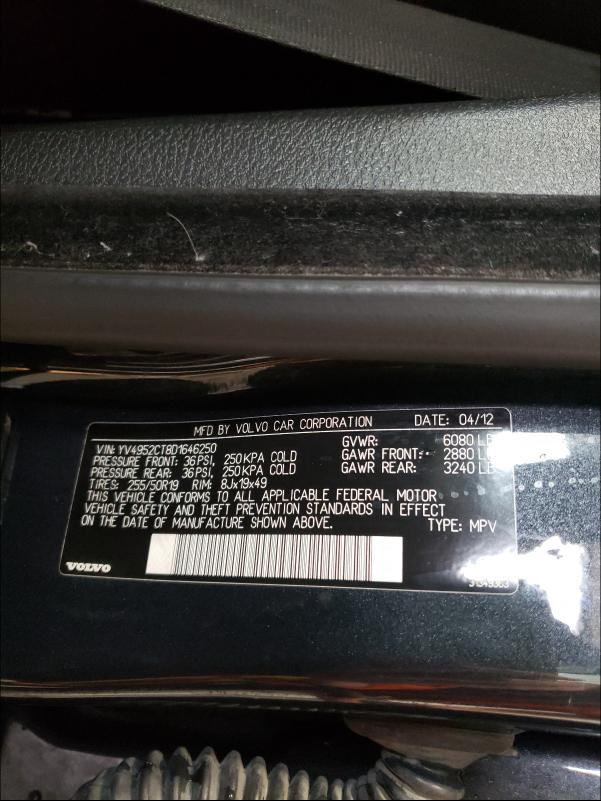 MFD BY VOLVO CAR CORPORATION DATE: 04/12
VIN: YV4952CT8D1646250 GVWR: 6080 LB
PRESSURE FRONT: 36PSI, 250KPA COLD GAWR FRONT: 2880 LB
PRESSURE REAR: 36PSI, 250KPA COLD GAWR REAR: 3240 LB
TIRES: 255/50R19 RIM: 8Jx19x49
THIS VEHICLE CONFORMS TO ALL APPLICABLE FEDERAL MOTOR
VEHICLE SAFETY AND THEFT PREVENTION STANDARDS IN EFFECT
ON THE DATE OF MANUFACTURE SHOWN ABOVE. TYPE: MPV
VOLVO